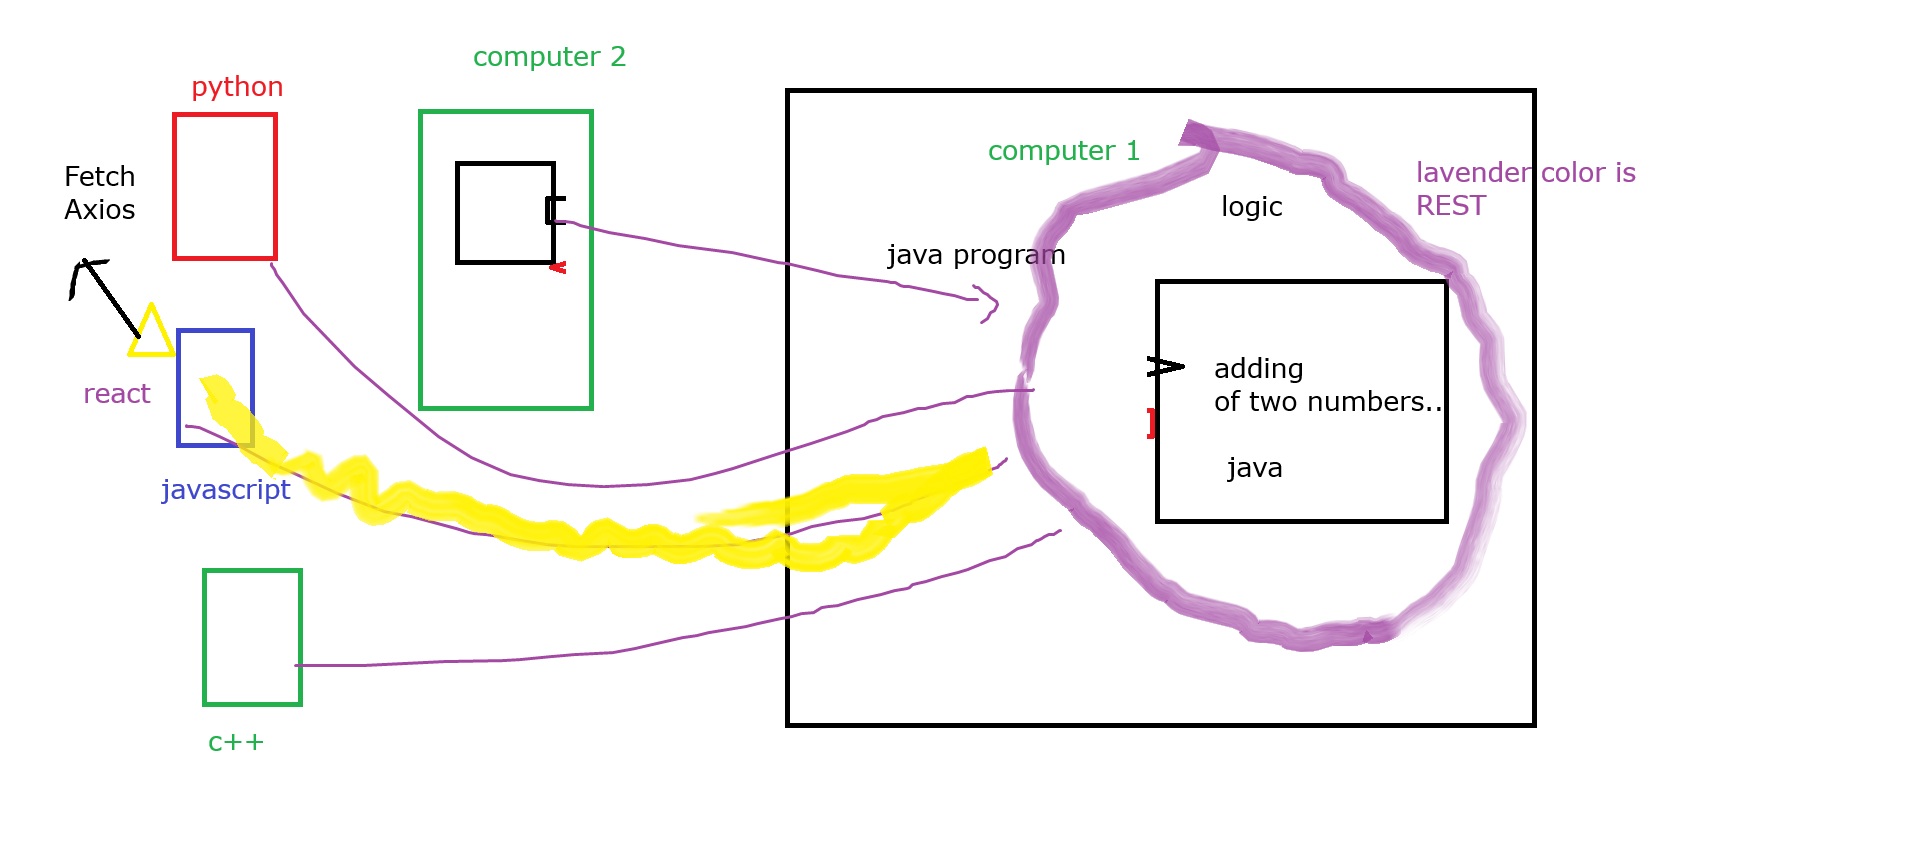 computer 2
python
computer 1
lavender color is
REST
Fetch
Axios
logic
java program
adding
of two numbers..
react
java
javascript
c++